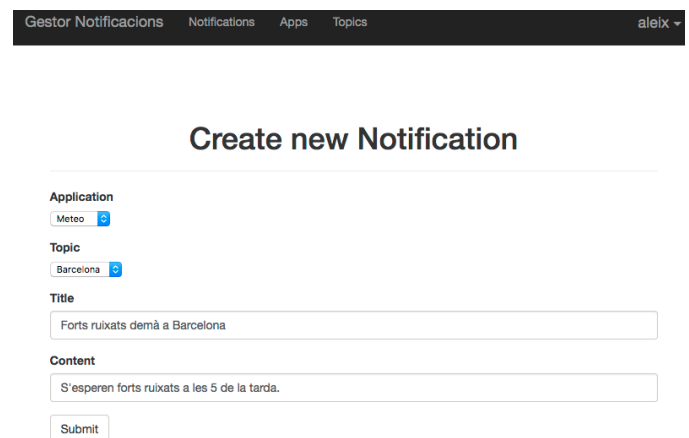 Gestor Notificacions Notifications Apps Topics aleix
Create new Notification
Application
Meteo
Topic
Barcelona
Title
Forts ruixats demà a Barcelona
Content
S'esperen forts ruixats a les 5 de la tarda.
Submit